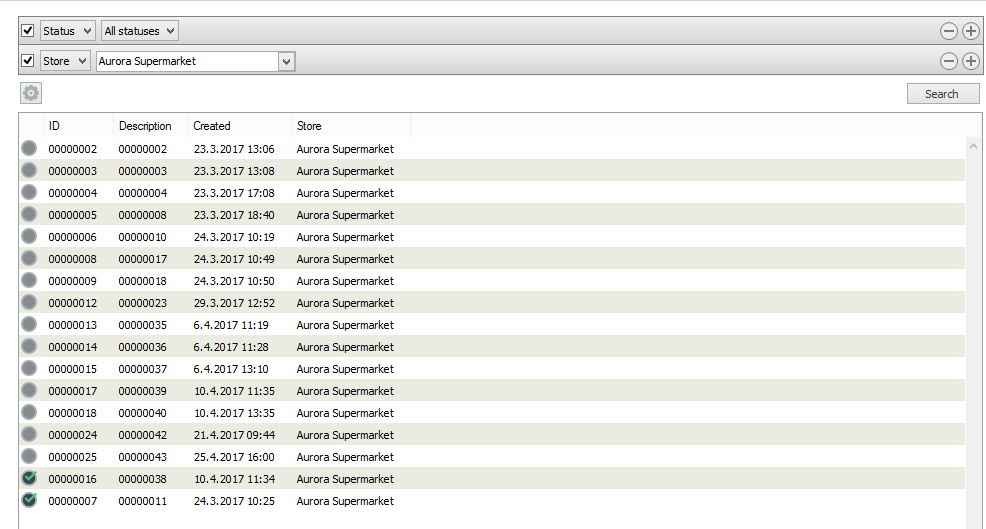 Status All statuses
Store Aurora Supermarket
Search
ID Description Created Store
00000002 00000002 23.3.2017 13:06 Aurora Supermarket
00000003 00000003 23.3.2017 13:08 Aurora Supermarket
00000004 00000004 23.3.2017 17:08 Aurora Supermarket
00000005 00000008 23.3.2017 18:40 Aurora Supermarket
00000006 00000010 24.3.2017 10:19 Aurora Supermarket
00000008 00000017 24.3.2017 10:49 Aurora Supermarket
00000009 00000018 24.3.2017 10:50 Aurora Supermarket
00000012 00000023 29.3.2017 12:52 Aurora Supermarket
00000013 00000035 6.4.2017 11:19 Aurora Supermarket
00000014 00000036 6.4.2017 11:28 Aurora Supermarket
00000015 00000037 6.4.2017 13:10 Aurora Supermarket
00000017 00000039 10.4.2017 11:35 Aurora Supermarket
00000018 00000040 10.4.2017 13:35 Aurora Supermarket
00000024 00000042 21.4.2017 09:44 Aurora Supermarket
00000025 00000043 25.4.2017 16:00 Aurora Supermarket
00000016 00000038 10.4.2017 11:34 Aurora Supermarket
00000007 00000011 24.3.2017 10:25 Aurora Supermarket